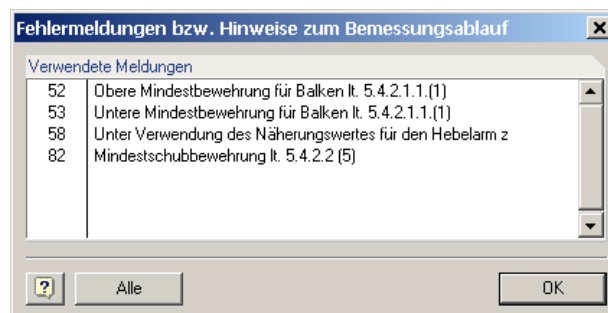 Fehlermeldungen bzw. Hinweise zum Bemessungsablauf
Verwendete Meldungen
52 Obere Mindestbewehrung für Balken lt. 5.4.2.1.1.(1)
53 Untere Mindestbewehrung für Balken lt. 5.4.2.1.1.(1)
58 Unter Verwendung des Näherungswertes für den Hebelarm z
82 Mindestschubbewehrung lt. 5.4.2.2 (5)
Alle OK